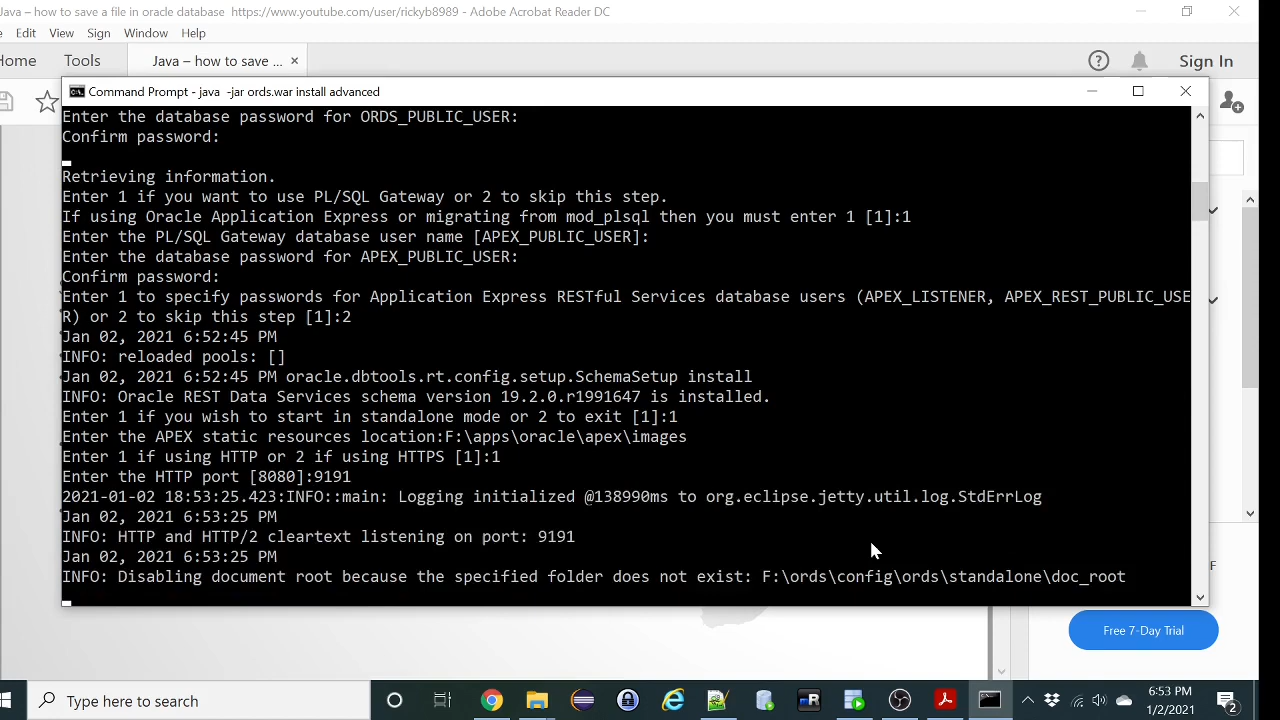 Java – how to save a file in oracle database https://www.youtube.com/user/rickyb8989 - Adobe Acrobat Reader DC
Edit View Sign Window Help
Home Tools Java – how to save ... × ? Sign In
Command Prompt - java -jar ords.war install advanced
Enter the database password for ORDS_PUBLIC_USER:
Confirm password:
Retrieving information.
Enter 1 if you want to use PL/SQL Gateway or 2 to skip this step.
If using Oracle Application Express or migrating from mod_plsql then you must enter 1 [1]:1
Enter the PL/SQL Gateway database user name [APEX_PUBLIC_USER]:
Enter the database password for APEX_PUBLIC_USER:
Confirm password:
Enter 1 to specify passwords for Application Express RESTful Services database users (APEX_LISTENER, APEX_REST_PUBLIC_USE
R) or 2 to skip this step [1]:2
Jan 02, 2021 6:52:45 PM
INFO: reloaded pools: []
Jan 02, 2021 6:52:45 PM oracle.dbtools.rt.config.setup.SchemaSetup install
INFO: Oracle REST Data Services schema version 19.2.0.r1991647 is installed.
Enter 1 if you wish to start in standalone mode or 2 to exit [1]:1
Enter the APEX static resources location:F:\apps\oracle\apex\images
Enter 1 if using HTTP or 2 if using HTTPS [1]:1
Enter the HTTP port [8080]:9191
2021-01-02 18:53:25.423:INFO::main: Logging initialized @138990ms to org.eclipse.jetty.util.log.StdErrLog
Jan 02, 2021 6:53:25 PM
INFO: HTTP and HTTP/2 cleartext listening on port: 9191
Jan 02, 2021 6:53:25 PM
INFO: Disabling document root because the specified folder does not exist: F:\ords\config\ords\standalone\doc_root
F
Free 7-Day Trial
Type here to search
6:53 PM
1/2/2021
2